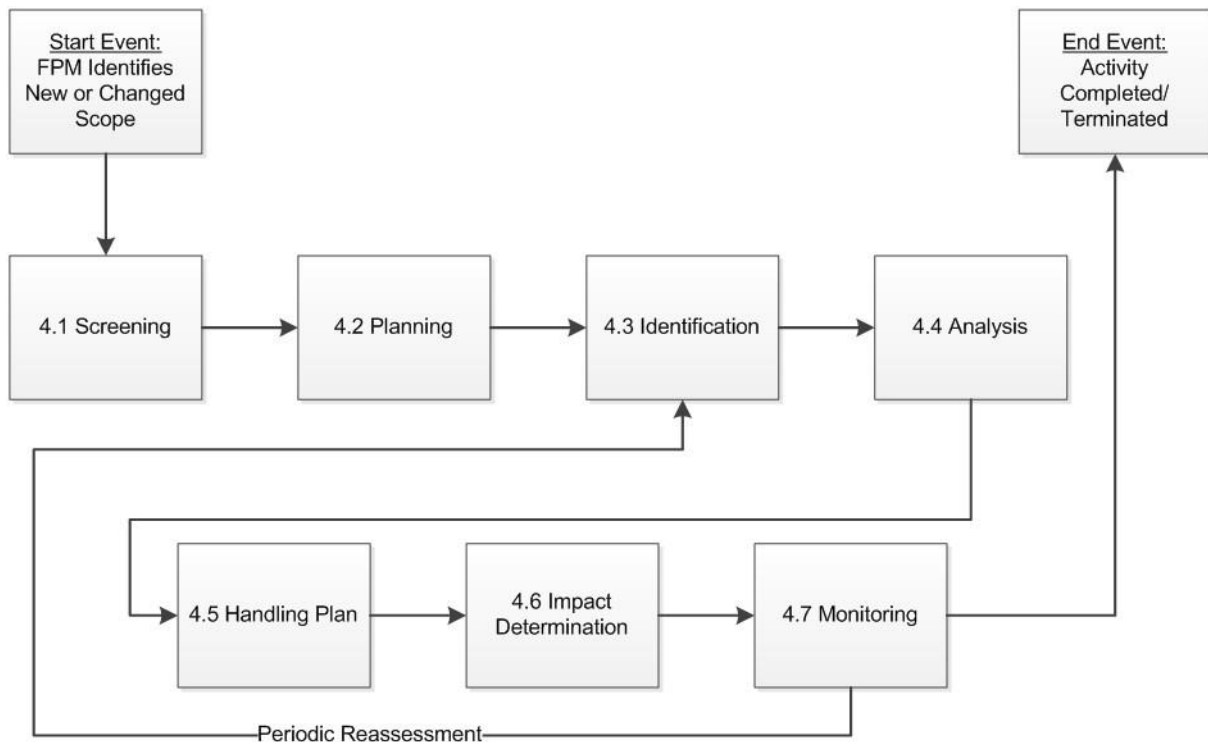 Start Event:
FPM Identifies
New or Changed
Scope
End Event:
Activity
Completed/
Terminated
4.1 Screening
4.2 Planning
4.3 Identification
4.4 Analysis
4.5 Handling Plan
4.6 Impact
Determination
4.7 Monitoring
Periodic Reassessment